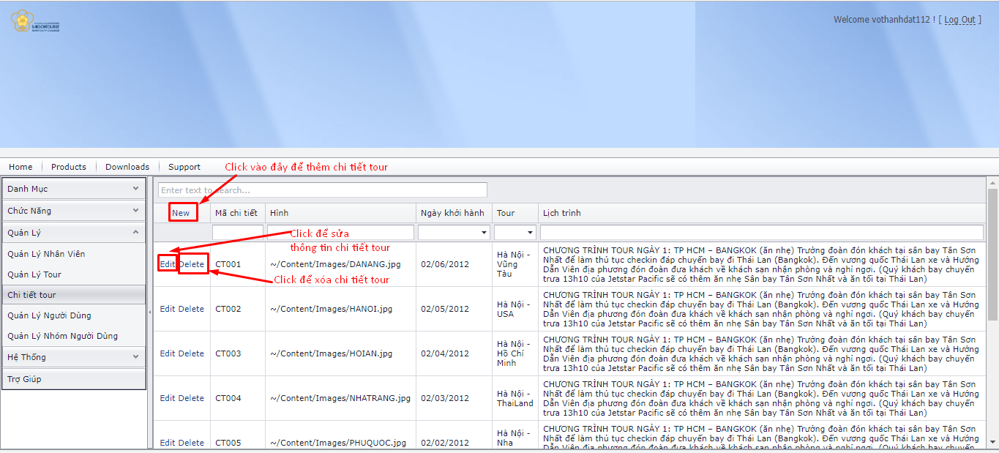 SAIGONTOURIST
Welcome vothanhdat112 ! [ Log Out ]
Home
Products
Downloads
Support
Click vào đây để thêm chi tiết tour
Danh Mục
Chức Năng
Quản Lý
Quản Lý Nhân Viên
Quản Lý Tour
Chi tiết tour
Quản Lý Người Dùng
Quản Lý Nhóm Người Dùng
Hệ Thống
Trợ Giúp
Enter text to search...
New
Mã chi tiết
Hình
Ngày khởi hành
Tour
Lịch trình
Click để sửa
thông tin chi tiết tour
Edit Delete
CT001
~/Content/Images/DANANG.jpg
02/06/2012
Hà Nội -
Vũng
Tàu
CHƯƠNG TRÌNH TOUR NGÀY 1: TP HCM – BANGKOK (ăn nhẹ) Trưởng đoàn đón khách tại sân bay Tân Sơn
Nhất để làm thủ tục checkin đáp chuyến bay đi Thái Lan (Bangkok). Đến vương quốc Thái Lan xe và Hướng
Dẫn Viên địa phương đón đoàn đưa khách về khách sạn nhận phòng và nghỉ ngơi. (Quý khách bay chuyến
trưa 13h10 của Jetstar Pacific sẽ có thêm ăn nhẹ Sân bay Tân Sơn Nhất và ăn tối tại Thái Lan)
Click để xóa chi tiết tour
Edit Delete
CT002
~/Content/Images/HANOI.jpg
02/05/2012
Hà Nội -
USA
CHƯƠNG TRÌNH TOUR NGÀY 1: TP HCM – BANGKOK (ăn nhẹ) Trưởng đoàn đón khách tại sân bay Tân Sơn
Nhất để làm thủ tục checkin đáp chuyến bay đi Thái Lan (Bangkok). Đến vương quốc Thái Lan xe và Hướng
Dẫn Viên địa phương đón đoàn đưa khách về khách sạn nhận phòng và nghỉ ngơi. (Quý khách bay chuyến
trưa 13h10 của Jetstar Pacific sẽ có thêm ăn nhẹ Sân bay Tân Sơn Nhất và ăn tối tại Thái Lan)
Edit Delete
CT003
~/Content/Images/HOIAN.jpg
02/04/2012
Hà Nội -
Hồ Chí
Minh
CHƯƠNG TRÌNH TOUR NGÀY 1: TP HCM – BANGKOK (ăn nhẹ) Trưởng đoàn đón khách tại sân bay Tân Sơn
Nhất để làm thủ tục checkin đáp chuyến bay đi Thái Lan (Bangkok). Đến vương quốc Thái Lan xe và Hướng
Dẫn Viên địa phương đón đoàn đưa khách về khách sạn nhận phòng và nghỉ ngơi. (Quý khách bay chuyến
trưa 13h10 của Jetstar Pacific sẽ có thêm ăn nhẹ Sân bay Tân Sơn Nhất và ăn tối tại Thái Lan)
Edit Delete
CT004
~/Content/Images/NHATRANG.jpg
02/03/2012
Hà Nội -
ThaiLand
CHƯƠNG TRÌNH TOUR NGÀY 1: TP HCM – BANGKOK (ăn nhẹ) Trưởng đoàn đón khách tại sân bay Tân Sơn
Nhất để làm thủ tục checkin đáp chuyến bay đi Thái Lan (Bangkok). Đến vương quốc Thái Lan xe và Hướng
Dẫn Viên địa phương đón đoàn đưa khách về khách sạn nhận phòng và nghỉ ngơi. (Quý khách bay chuyến
trưa 13h10 của Jetstar Pacific sẽ có thêm ăn nhẹ Sân bay Tân Sơn Nhất và ăn tối tại Thái Lan)
Edit Delete
CT005
~/Content/Images/PHUQUOC.jpg
02/02/2012
Hà Nội -
Nha
CHƯƠNG TRÌNH TOUR NGÀY 1: TP HCM – BANGKOK (ăn nhẹ) Trưởng đoàn đón khách tại sân bay Tân Sơn
Nhất để làm thủ tục checkin đáp chuyến bay đi Thái Lan (Bangkok). Đến vương quốc Thái Lan xe và Hướng
Dẫn Viên địa phương đón đoàn đưa khách về khách sạn nhận phòng và nghỉ ngơi. (Quý khách bay chuyến